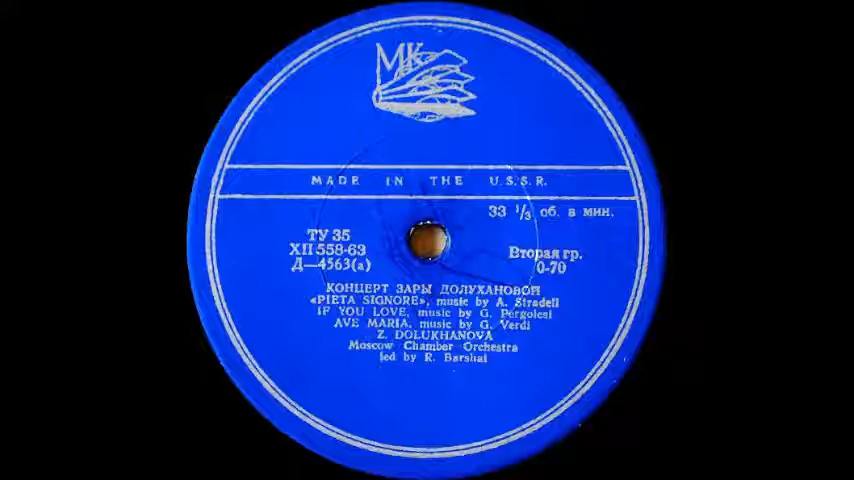 МК
MADE IN THE U.S.S.R.
33 1/3 об. в мин.
ТУ 35
ХП 558-63
Д—4563(а)
Вторая гр.
0-70
КОНЦЕРТ ЗАРЫ ДОЛУХАНОВОЙ
«PIETA SIGNORE», music by A. Stradell
IF YOU LOVE, music by G. Pergolesi
AVE MARIA, music by G. Verdi
Z. DOLUKHANOVA
Moscow Chamber Orchestra
led by R. Barshai